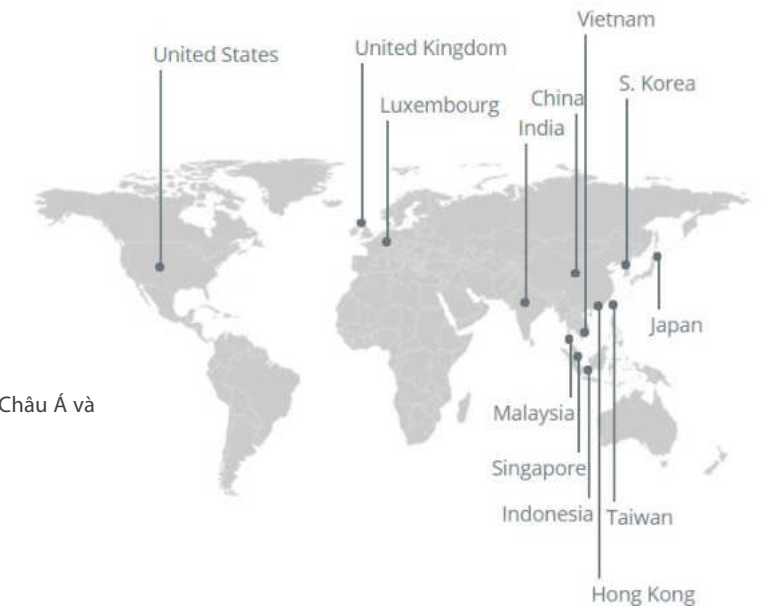 Vietnam
United States
United Kingdom
S. Korea
Luxembourg
China
India
Japan
Châu Á và
Malaysia
Singapore
Indonesia
Taiwan
Hong Kong